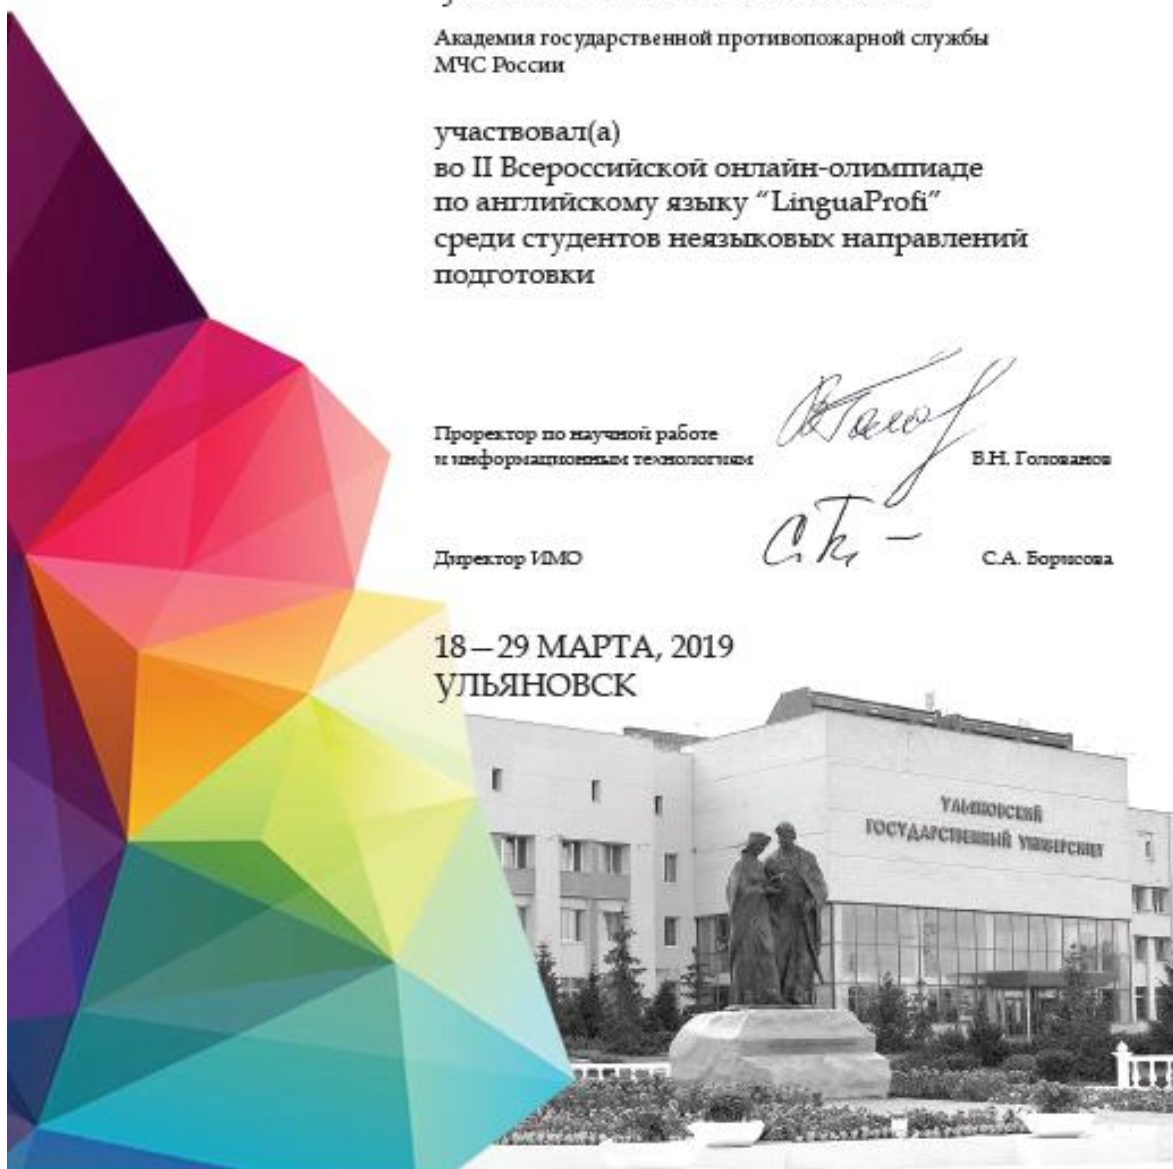 Академия государственной противопожарной службы
МЧС России
участвовал(а)
во II Всероссийской онлайн-олимпиаде
по английскому языку “LinguaProfi”
среди студентов неязыковых направлений
подготовки
Проректор по научной работе
и информационным технологиям
В.Н. Голованов
Директор ИМО
С.А. Борисова
18–29 МАРТА, 2019
УЛЬЯНОВСК
УЛЬЯНОВСКИЙ
ГОСУДАРСТВЕННЫЙ УНИВЕРСИТЕТ